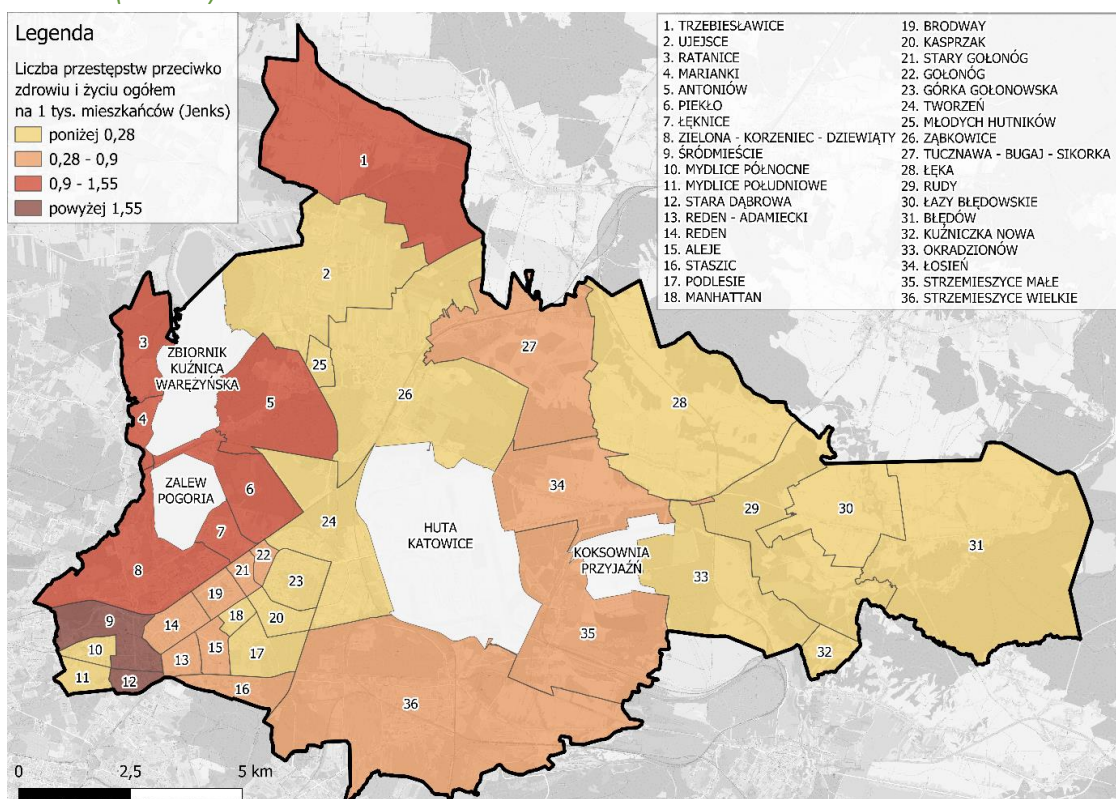 Legenda
Liczba przestępstw przeciwko
zdrowiu i życiu ogółem
na 1 tys. mieszkańców (Jenks)
poniżej 0,28
0,28 - 0,9
0,9 - 1,55
powyżej 1,55
1. TRZEBIESŁAWICE
2. UJEJSCE
3. RATANICE
4. MARIANKI
5. ANTONIÓW
6. PIEKŁO
7. ŁĘKNICE
8. ZIELONA - KORZENIEC - DZIEWIĄTY
9. ŚRÓDMIEŚCIE
10. MYDLICE PÓŁNOCNE
11. MYDLICE POŁUDNIOWE
12. STARA DĄBROWA
13. REDEN - ADAMIECKI
14. REDEN
15. ALEJE
16. STASZIC
17. PODLESIE
18. MANHATTAN
19. BRODWAY
20. KASPRZAK
21. STARY GOŁONÓG
22. GOŁONÓG
23. GÓRKA GOŁONOWSKA
24. TWORZEŃ
25. MŁODYCH HUTNIKÓW
26. ZĄBKOWICE
27. TUCZNAWA - BUGAJ - SIKORKA
28. ŁĘKA
29. RUDY
30. ŁAZY BŁĘDOWSKIE
31. BŁĘDÓW
32. KUŹNICZKA NOWA
33. OKRADZIONÓW
34. ŁOSIEŃ
35. STRZEMIESZYCE MAŁE
36. STRZEMIESZYCE WIELKIE
1
2
3
ZBIORNIK
KUŹNICA
WARĘŻYŃSKA
27
25
4
5
26
28
6
ZALEW
POGORIA
34
7
24
HUTA
KATOWICE
29
30
31
KOKSOWNIA
PRZYJAŹŃ
22
21
8
23
33
19
18
20
9
14
35
10
15
17
13
32
11
12
16
36
0
2,5
5 km